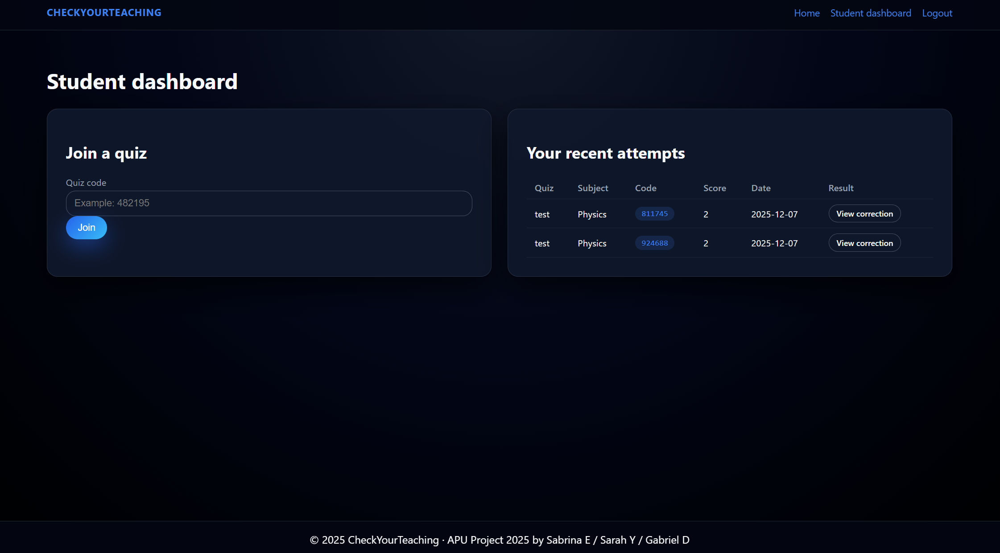 CHECKYOURTEACHING
Home Student dashboard Logout
Student dashboard
Join a quiz
Quiz code
Example: 482195
Join
Your recent attempts
Quiz Subject Code Score Date Result
test Physics 811745 2 2025-12-07 View correction
test Physics 924688 2 2025-12-07 View correction
© 2025 CheckYourTeaching · APU Project 2025 by Sabrina E / Sarah Y / Gabriel D